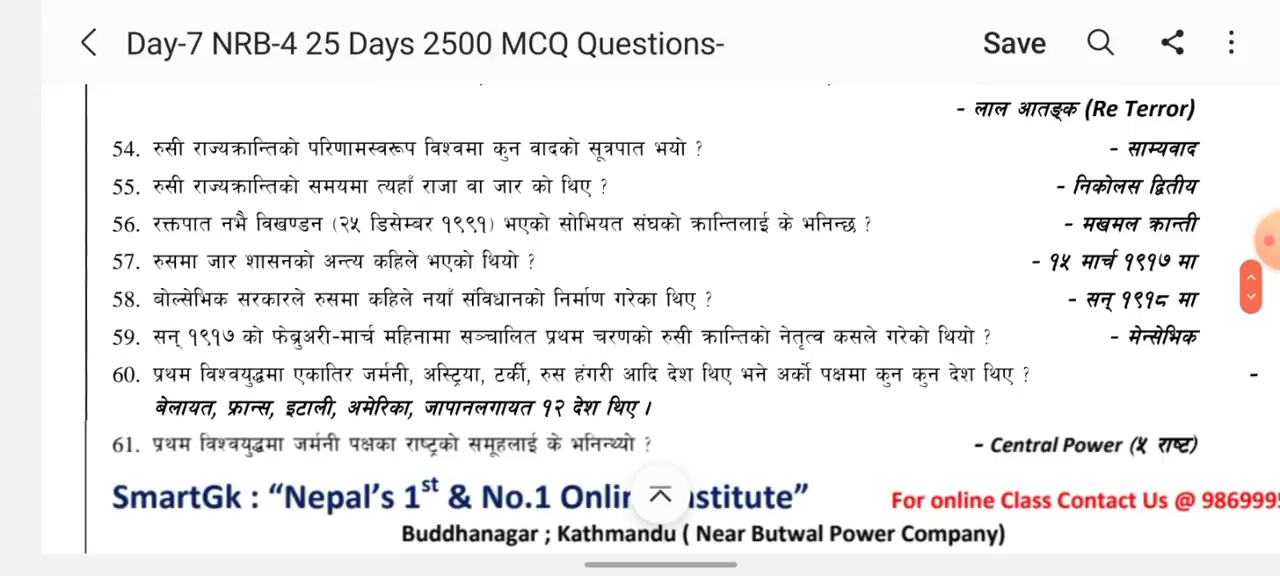 Day-7 NRB-4 25 Days 2500 MCQ Questions-
Save
- लाल आतङ्क (Re Terror)
54. रुसी राज्यक्रान्तिको परिणामस्वरूप विश्वमा कुन वादको सूत्रपात भयो ? - साम्यवाद
55. रुसी राज्यक्रान्तिको समयमा त्यहाँ राजा वा जार को थिए ? - निकोलस द्वितीय
56. रक्तपात नभै विखण्डन (२५ डिसेम्बर १९९१) भएको सोभियत संघको क्रान्तिलाई के भनिन्छ ? - मखमल क्रान्ती
57. रुसमा जार शासनको अन्त्य कहिले भएको थियो ? - १५ मार्च १९१७ मा
58. बोल्सेभिक सरकारले रुसमा कहिले नयाँ संविधानको निर्माण गरेका थिए ? - सन् १९१८ मा
59. सन् १९१७ को फेब्रुअरी-मार्च महिनामा सञ्चालित प्रथम चरणको रुसी क्रान्तिको नेतृत्व कसले गरेको थियो ? - मेन्सेभिक
60. प्रथम विश्वयुद्धमा एकातिर जर्मनी, अस्ट्रिया, टर्की, रुस हंगरी आदि देश थिए भने अर्को पक्षमा कुन कुन देश थिए ? -
बेलायत, फ्रान्स, इटाली, अमेरिका, जापानलगायत १२ देश थिए ।
61. प्रथम विश्वयुद्धमा जर्मनी पक्षका राष्ट्रको समूहलाई के भनिन्थ्यो ? - Central Power (५ राष्ट)
SmartGk : “Nepal’s 1st & No.1 Onlin stitute” For online Class Contact Us @ 986999
Buddhanagar ; Kathmandu ( Near Butwal Power Company)